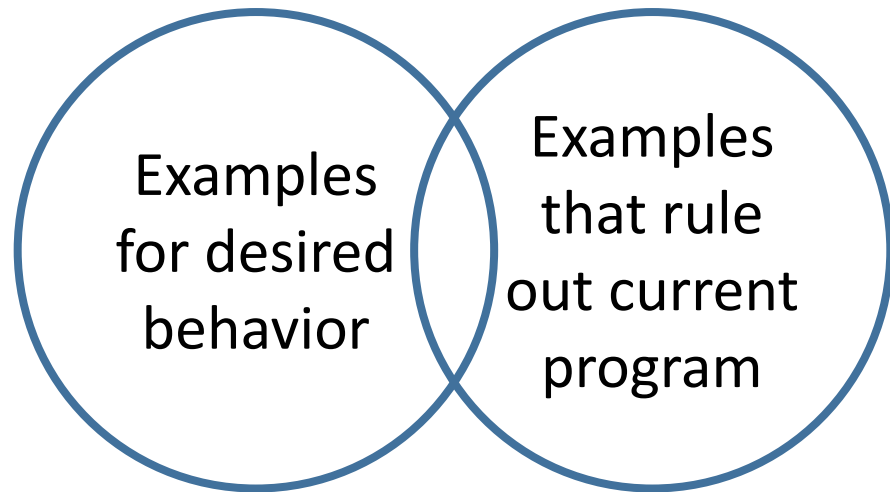 Examples
for desired
behavior
Examples
that rule
out current
program